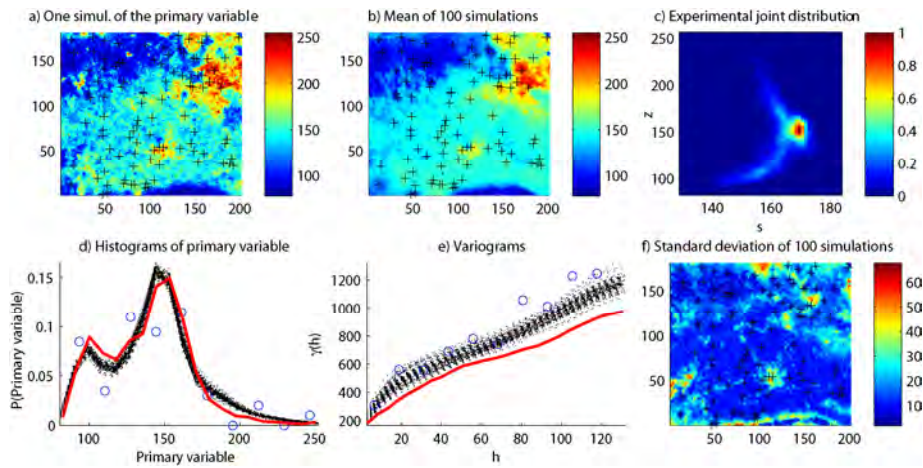 a) One simul. of the primary variable
b) Mean of 100 simulations
c) Experimental joint distribution
150
100
50
50 100 150 200
250
200
150
100
150
100
50
50 100 150 200
250
200
150
100
250
200
150
100
z
140 160 180
s
1
0.8
0.6
0.4
0.2
0
d) Histograms of primary variable
e) Variograms
f) Standard deviation of 100 simulations
P(Primary variable)
0.15
0.1
0.05
0
100 150 200 250
Primary variable
γ(h)
1200
1000
800
600
400
200
20 40 60 80 100 120
h
150
100
50
50 100 150 200
60
50
40
30
20
10